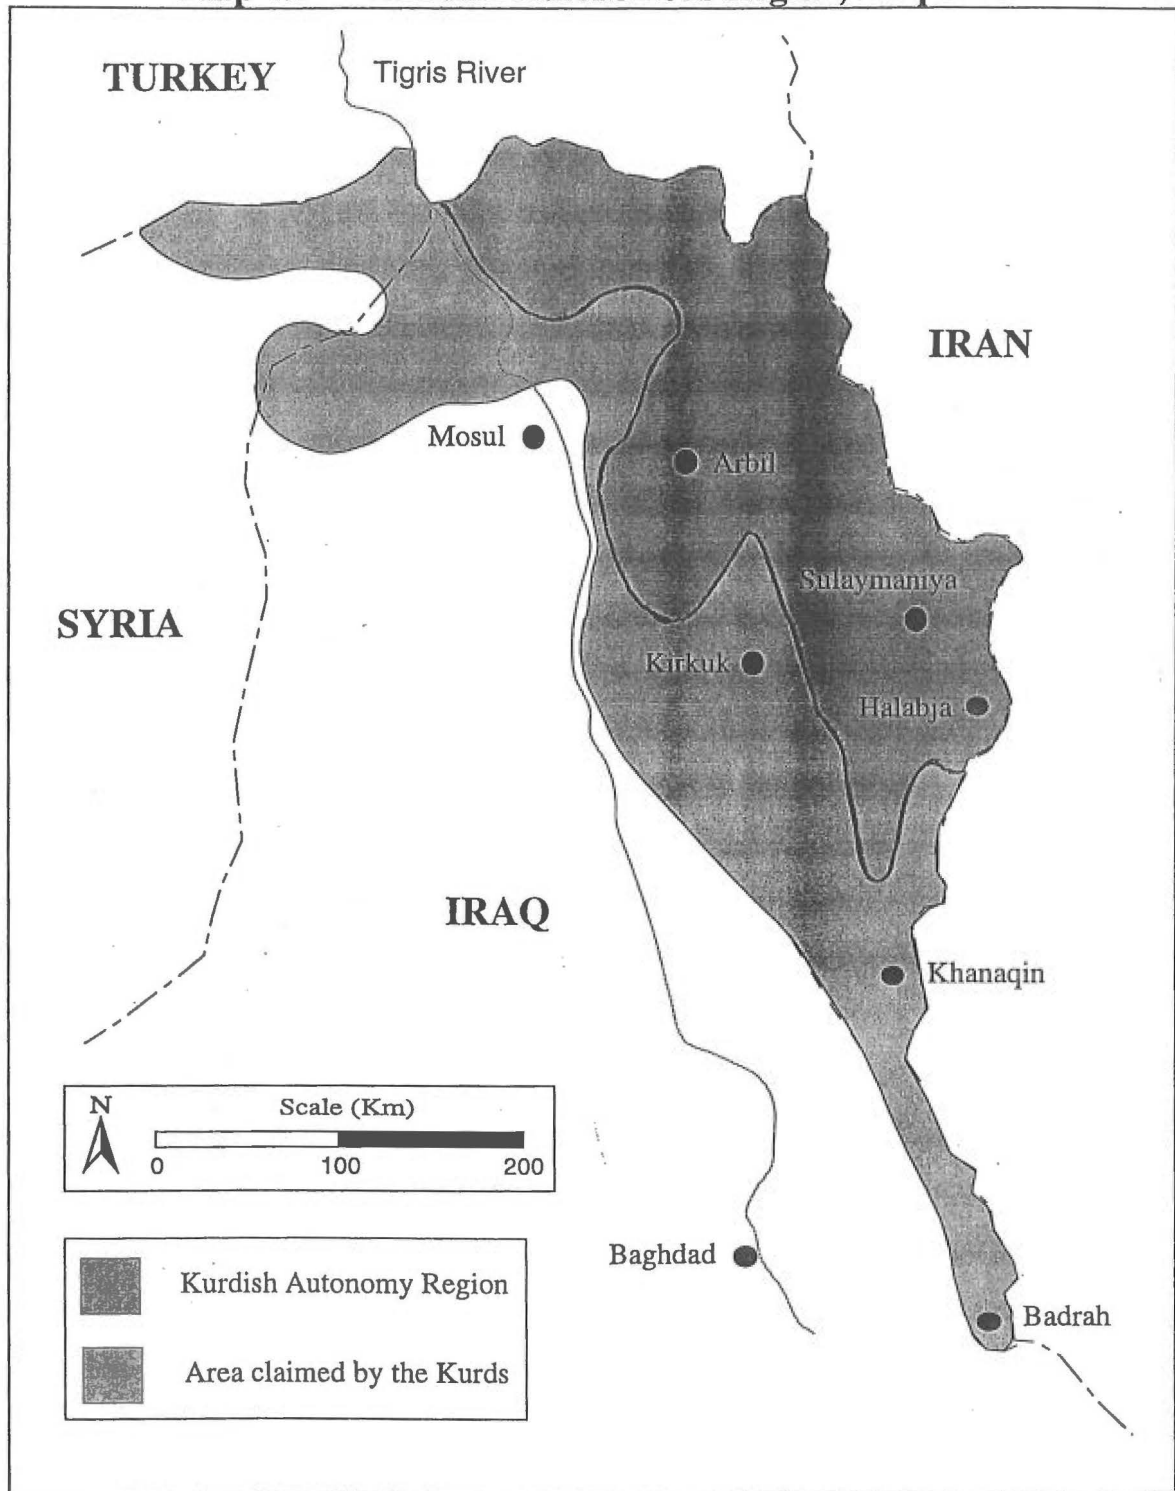 TURKEY
Tigris River
IRAN
Mosul
Arbil
SYRIA
Sulaymaniya
Kirkuk
Halabja
IRAQ
Khanaqin
N
Scale (Km)
0 100 200
Baghdad
Kurdish Autonomy Region
Badrah
Area claimed by the Kurds